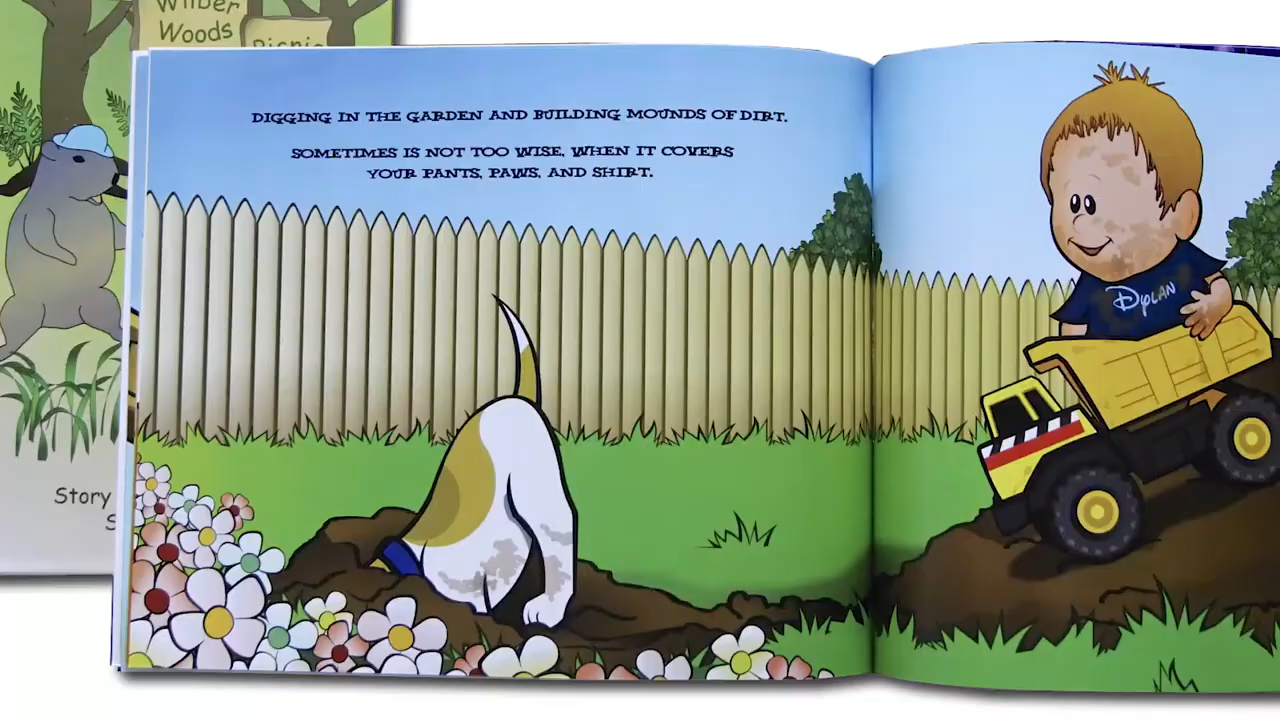 Wilber
Woods
Picnic
DIGGING IN THE GARDEN AND BUILDING MOUNDS OF DIRT.
SOMETIMES IS NOT TOO WISE, WHEN IT COVERS
YOUR PANTS, PAWS, AND SHIRT.
DYLAN
Story